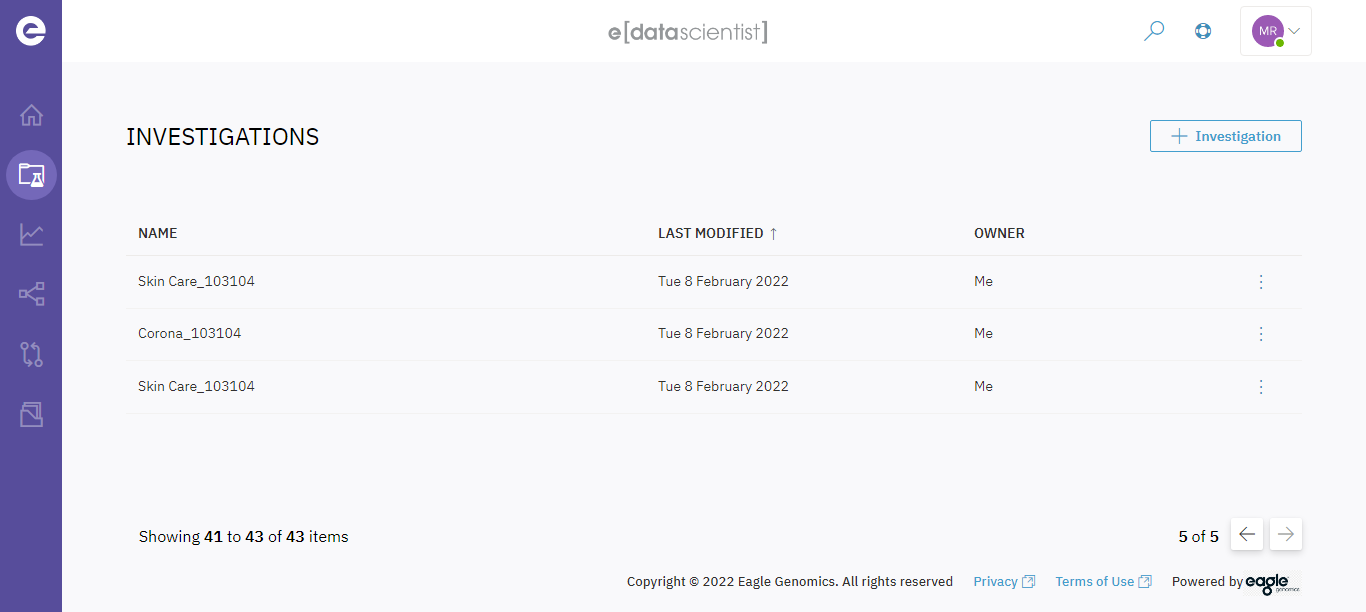 e[datascientist]
MR
INVESTIGATIONS
Investigation
NAME LAST MODIFIED ↑ OWNER
Skin Care_103104 Tue 8 February 2022 Me
Corona_103104 Tue 8 February 2022 Me
Skin Care_103104 Tue 8 February 2022 Me
Showing 41 to 43 of 43 items 5 of 5
Copyright © 2022 Eagle Genomics. All rights reserved Privacy Terms of Use Powered by eagle genomics